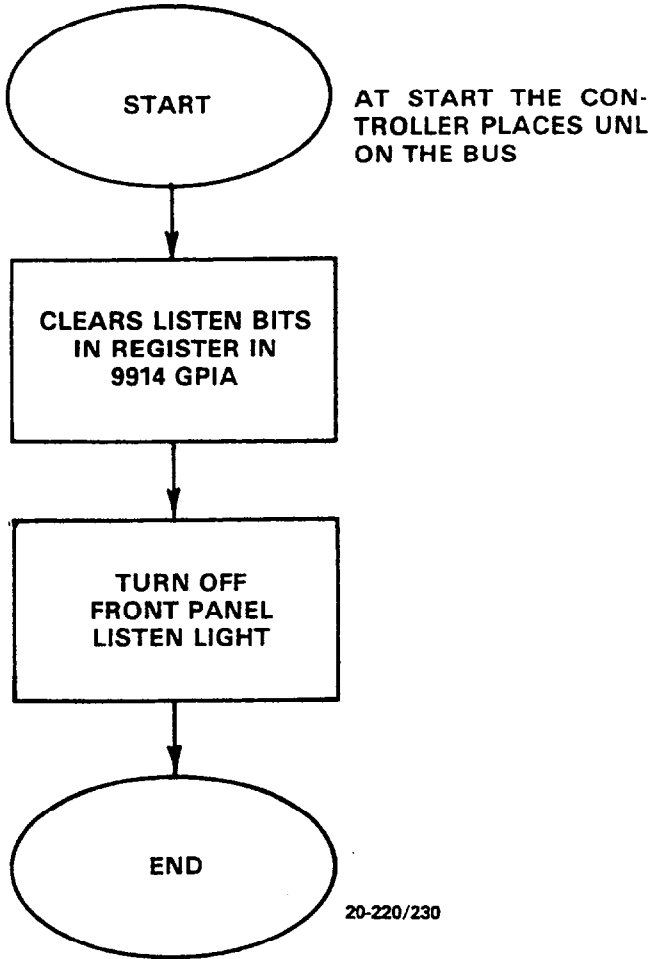 START
AT START THE CON-
TROLLER PLACES UNL
ON THE BUS
CLEARS LISTEN BITS
IN REGISTER IN
9914 GPIA
TURN OFF
FRONT PANEL
LISTEN LIGHT
END
20-220/230